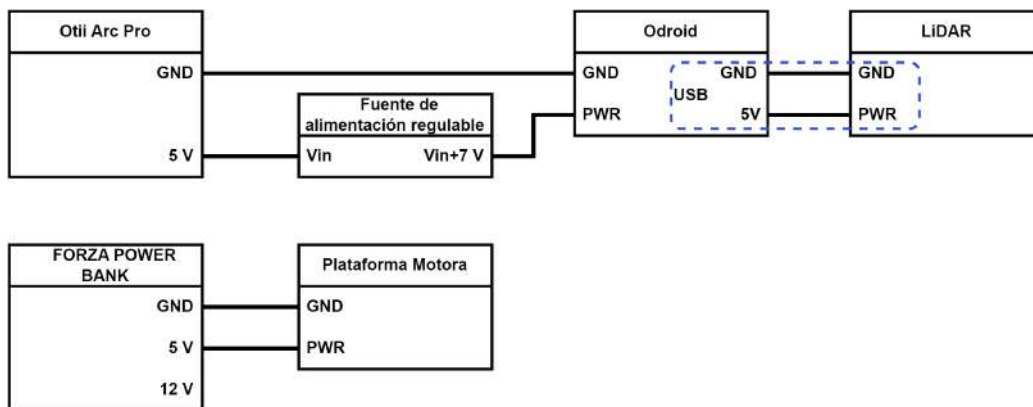 Otii Arc Pro
GND
5 V
Fuente de
alimentación regulable
Vin
Vin+7 V
Odroid
GND
PWR
GND
USB
5V
LiDAR
GND
PWR
FORZA POWER
BANK
GND
5 V
12 V
Plataforma Motora
GND
PWR